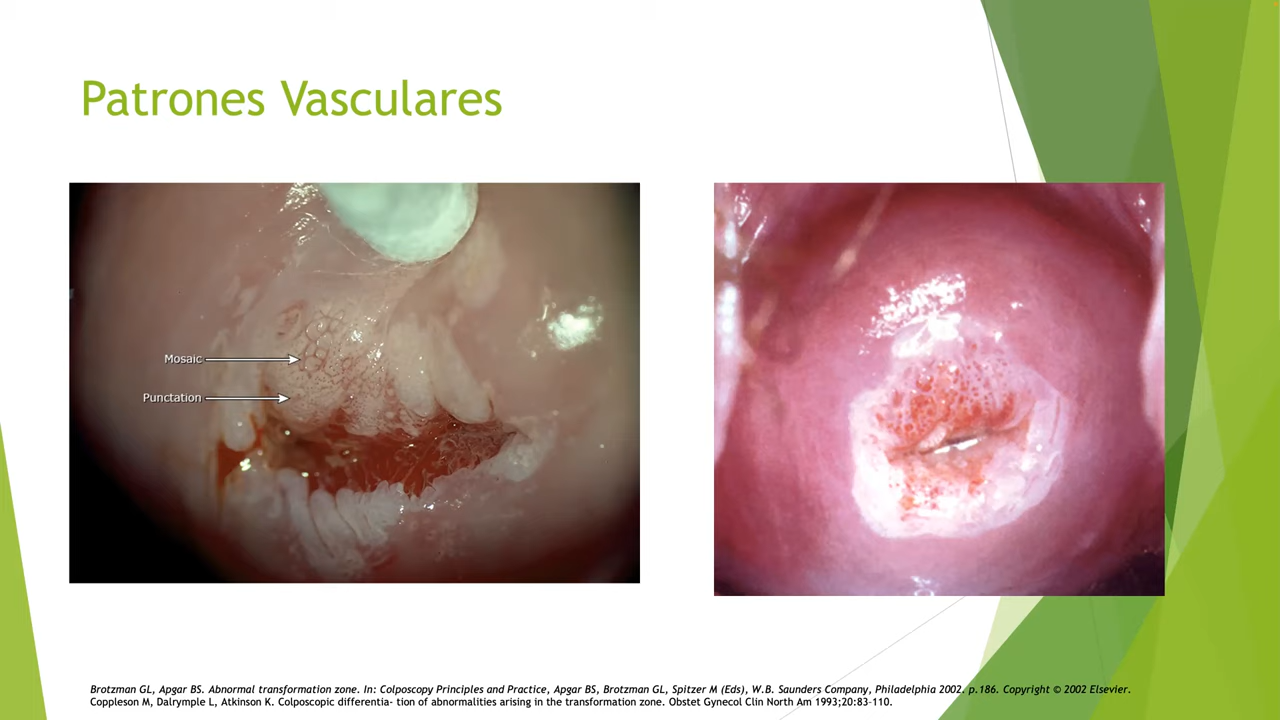 Patrones Vasculares
Mosaic
Punctation
Brotzman GL, Apgar BS. Abnormal transformation zone. In: Colposcopy Principles and Practice, Apgar BS, Brotzman GL, Spitzer M (Eds), W.B. Saunders Company, Philadelphia 2002. p.186. Copyright © 2002 Elsevier.
Coppleson M, Dalrymple L, Atkinson K. Colposcopic differentia- tion of abnormalities arising in the transformation zone. Obstet Gynecol Clin North Am 1993;20:83-110.